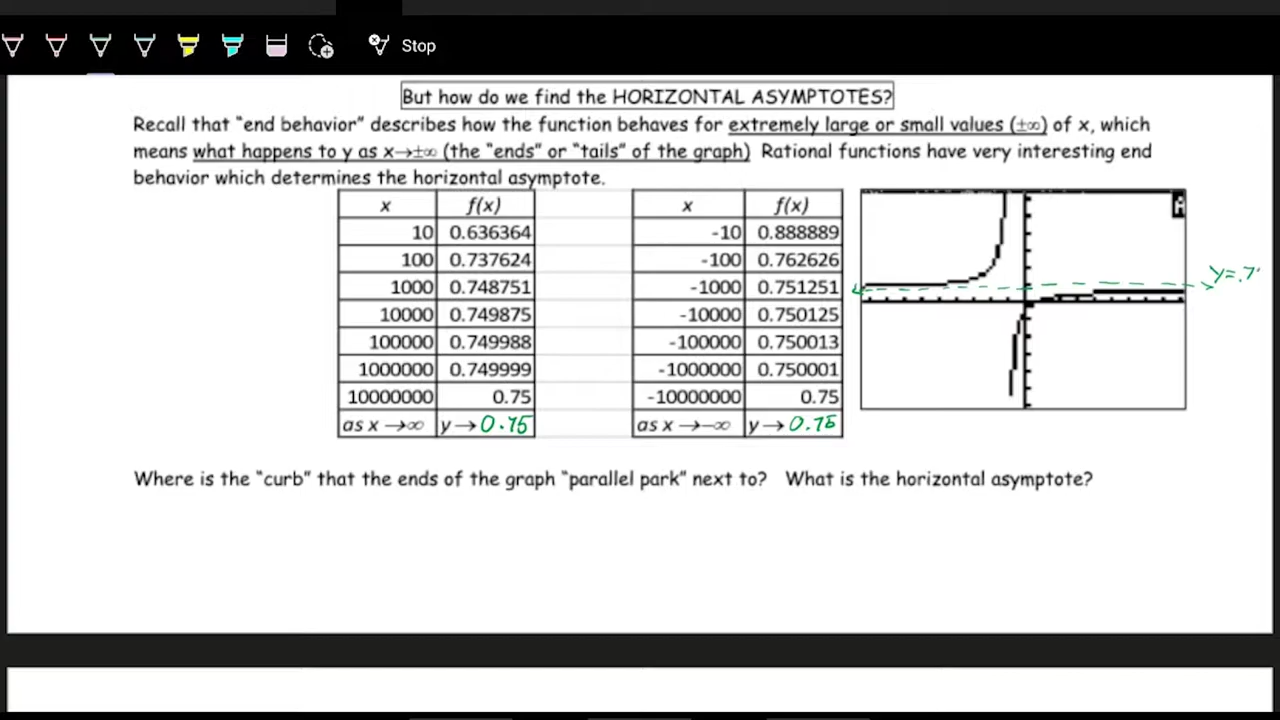 Stop
But how do we find the HORIZONTAL ASYMPTOTES?
Recall that "end behavior" describes how the function behaves for extremely large or small values (±∞) of x, which
means what happens to y as x→±∞ (the "ends" or "tails" of the graph) Rational functions have very interesting end
behavior which determines the horizontal asymptote.
x f(x)
10 0.636364
100 0.737624
1000 0.748751
10000 0.749875
100000 0.749988
1000000 0.749999
10000000 0.75
as x →∞ y→ 0.75
x f(x)
-10 0.888889
-100 0.762626
-1000 0.751251
-10000 0.750125
-100000 0.750013
-1000000 0.750001
-10000000 0.75
as x →-∞ y→ 0.75
y=.7
Where is the "curb" that the ends of the graph "parallel park" next to? What is the horizontal asymptote?